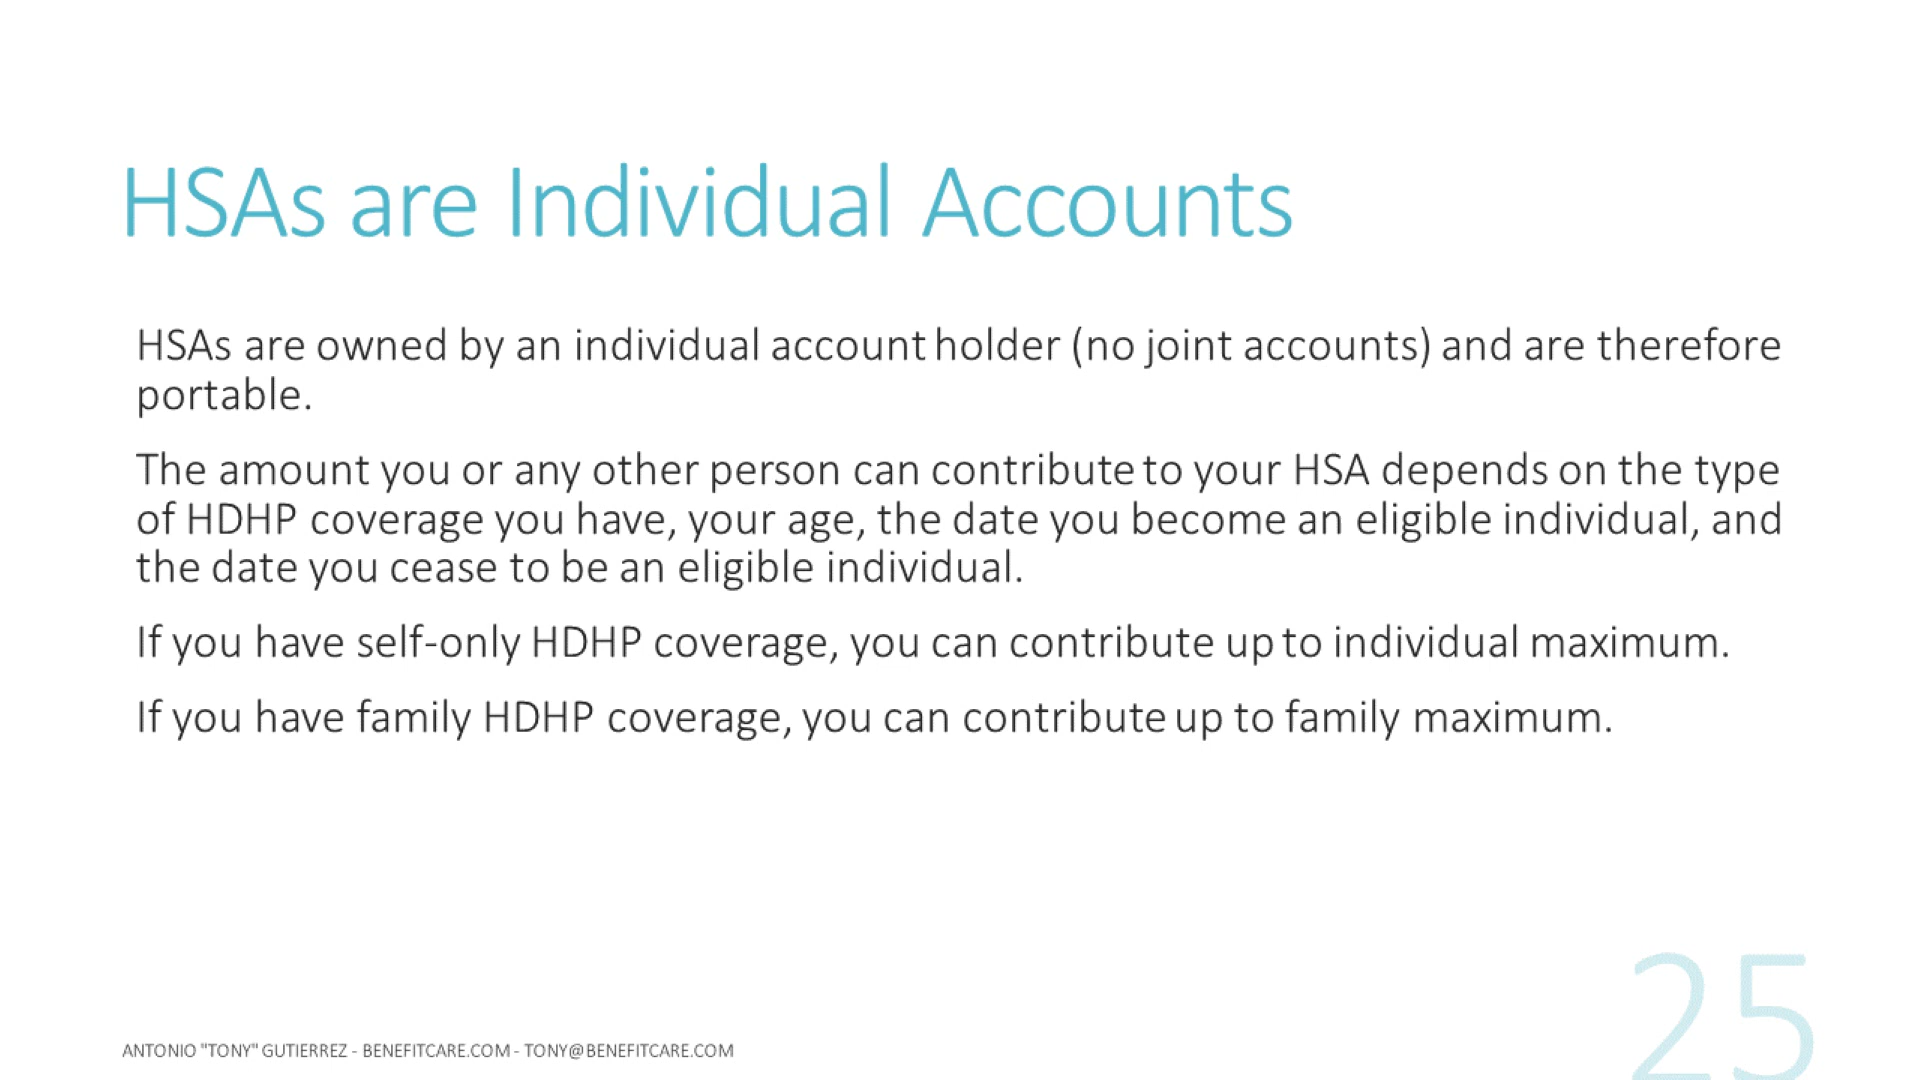 HSAs are Individual Accounts
HSAs are owned by an individual account holder (no joint accounts) and are therefore
portable.
The amount you or any other person can contribute to your HSA depends on the type
of HDHP coverage you have, your age, the date you become an eligible individual, and
the date you cease to be an eligible individual.
If you have self-only HDHP coverage, you can contribute up to individual maximum.
If you have family HDHP coverage, you can contribute up to family maximum.
ANTONIO "TONY" GUTIERREZ - BENEFITCARE.COM - TONY@BENEFITCARE.COM
25